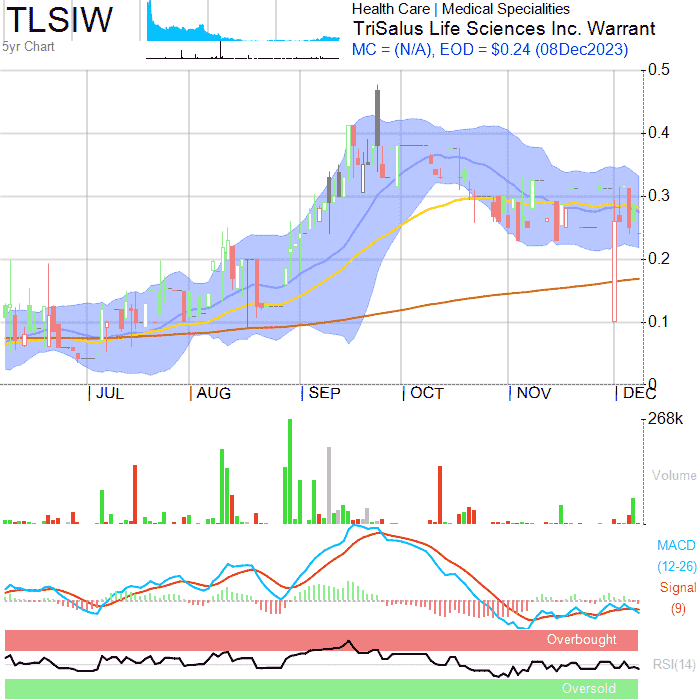 TLSIW
5yr Chart
Health Care | Medical Specialities
TriSalus Life Sciences Inc. Warrant
MC = (N/A), EOD = $0.24 (08Dec2023)
0.5
0.4
0.3
0.2
0.1
0
JUL
AUG
SEP
OCT
NOV
DEC
268k
Volume
MACD
(12-26)
Signal
(9)
Overbought
RSI(14)
Oversold